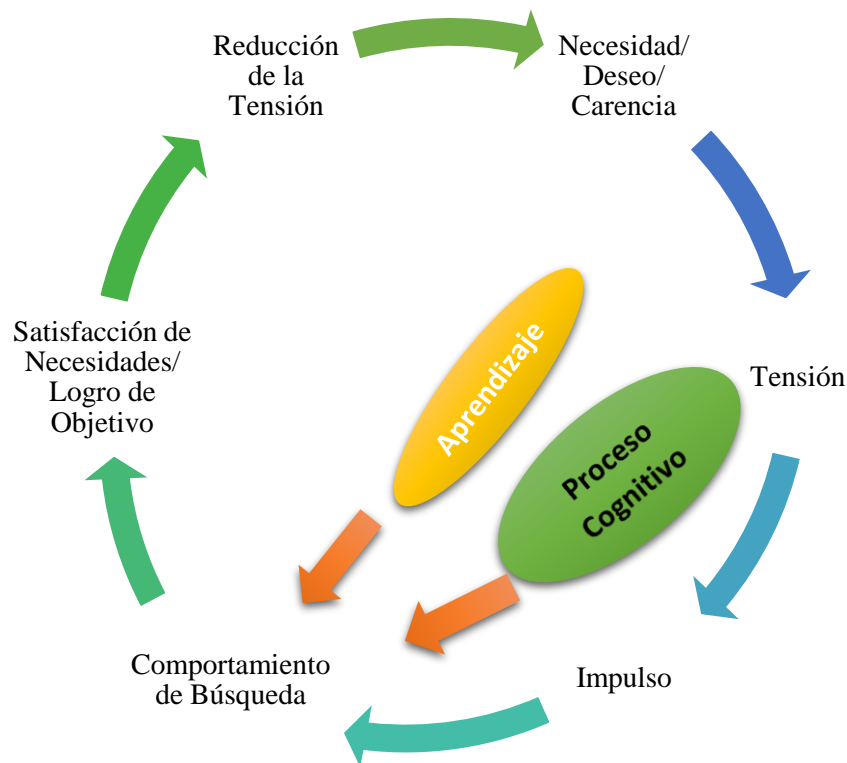 Reducción
de la
Tensión
Necesidad/
Deseo/
Carencia
Tensión
Impulso
Comportamiento
de Búsqueda
Satisfacción de
Necesidades/
Logro de
Objetivo
Aprendizaje
Proceso
Cognitivo